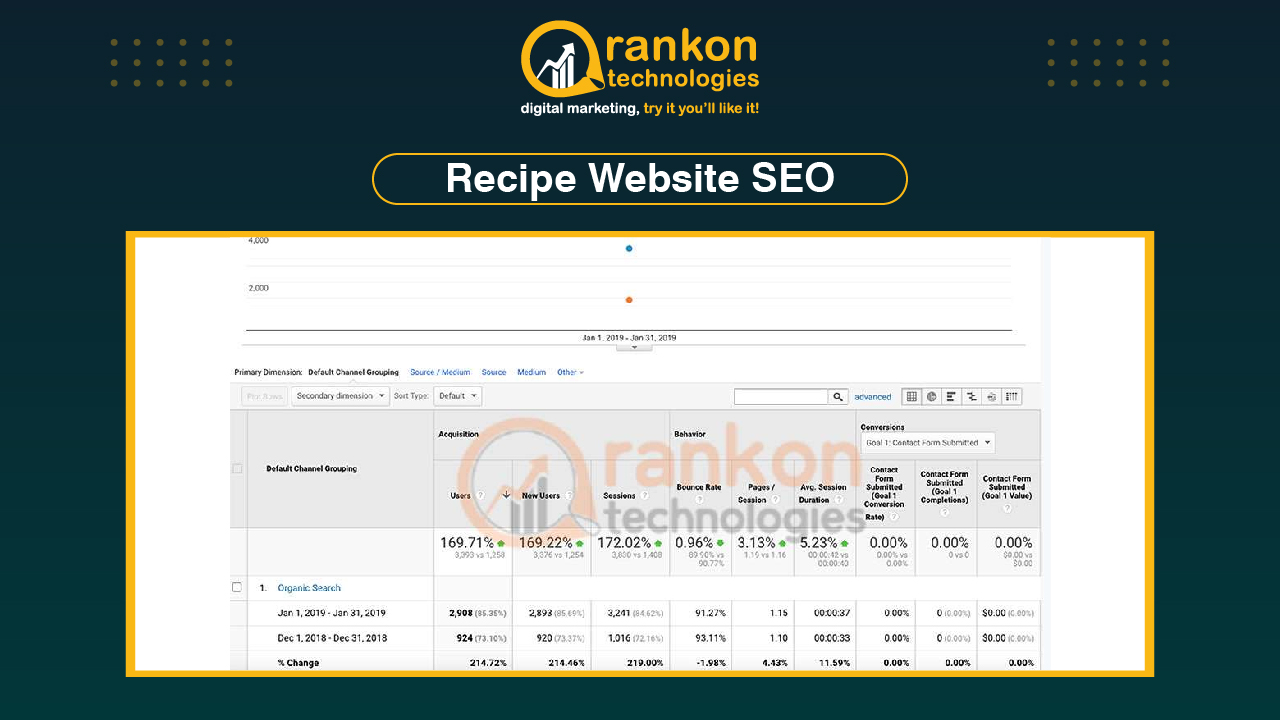 rankon
technologies
digital marketing, try it you'll like it!
Recipe Website SEO
4,000
2,000
Jan 1, 2019 - Jan 31, 2019
Primary Dimension: Default Channel Grouping Source / Medium Source Medium Other
Plot Rows Secondary dimension Sort Type: Default advanced
Default Channel Grouping
Acquisition Behavior Conversions
Goal 1: Contact Form Submitted
Users ? New Users ? Sessions ? Bounce Rate ? Pages / Session ? Avg. Session Duration ? Contact Form Submitted (Goal 1 Conversion Rate) ? Contact Form Submitted (Goal 1 Completions) ? Contact Form Submitted (Goal 1 Value) ?
rankon
technologies
169.71% 169.22% 172.02% 0.96% 3.13% 5.23% 0.00% 0.00% 0.00%
3,393 vs 1,258 3,376 vs 1,254 3,830 vs 1,408 89.90% vs 90.77% 1.19 vs 1.16 00:00:42 vs 00:00:40 0.00% vs 0.00% 0 vs 0 $0.00 vs $0.00
1. Organic Search
Jan 1, 2019 - Jan 31, 2019 2,908 (85.35%) 2,893 (85.69%) 3,241 (84.62%) 91.27% 1.15 00:00:37 0.00% 0 (0.00%) $0.00 (0.00%)
Dec 1, 2018 - Dec 31, 2018 924 (73.10%) 920 (73.37%) 1,016 (72.16%) 93.11% 1.10 00:00:33 0.00% 0 (0.00%) $0.00 (0.00%)
% Change 214.72% 214.46% 219.00% -1.98% 4.43% 11.59% 0.00% 0.00% 0.00%